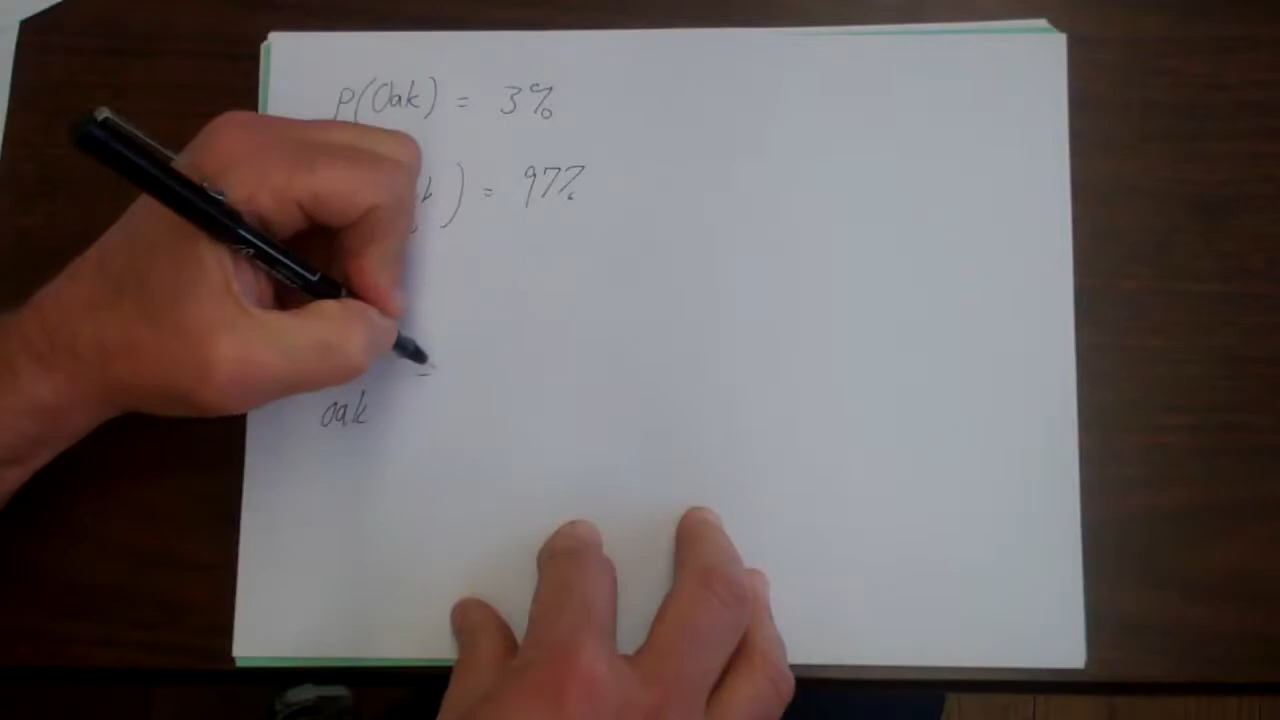 P(Oak) = 3%
) = 97%
oak